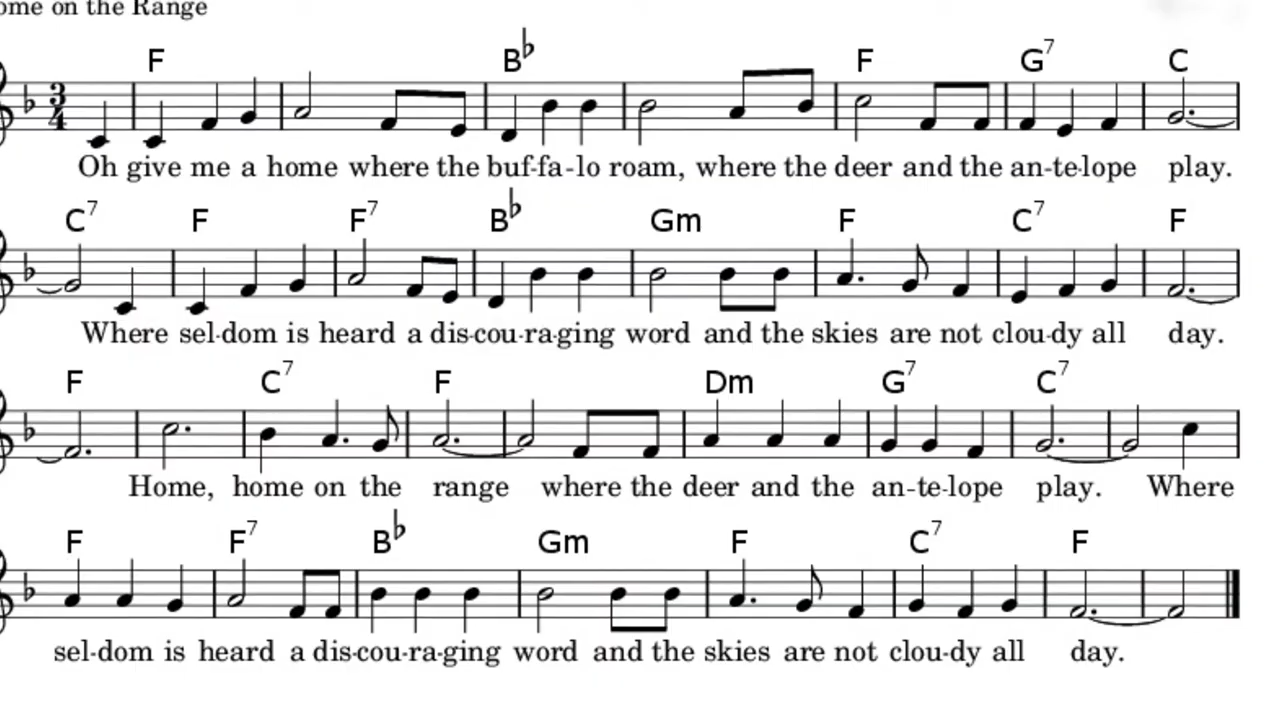 ome on the Range
F B♭ F G7 C
3
4
Oh give me a home where the buf-fa-lo roam, where the deer and the an-te-lope play.
C7 F F7 B♭ Gm F C7 F
Where sel-dom is heard a dis-cou-ra-ging word and the skies are not clou-dy all day.
F C7 F Dm G7 C7
Home, home on the range where the deer and the an-te-lope play. Where
F F7 B♭ Gm F C7 F
sel-dom is heard a dis-cou-ra-ging word and the skies are not clou-dy all day.